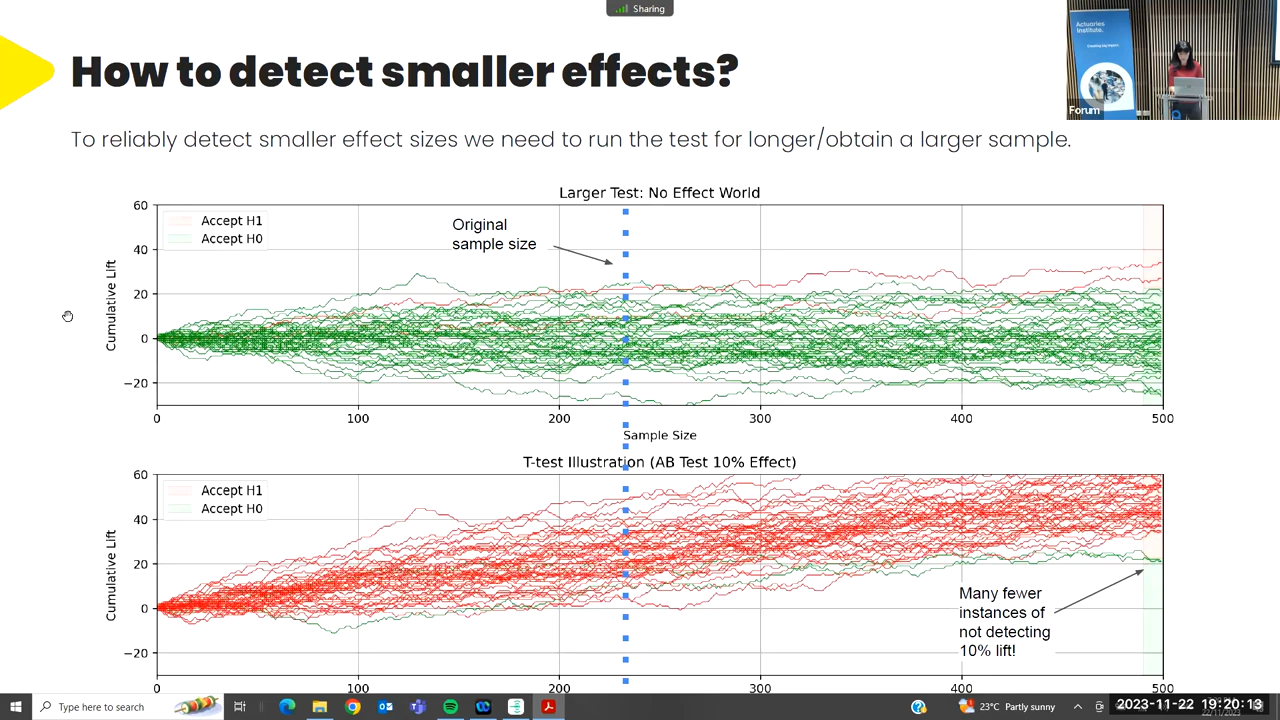 Sharing
Actuaries
Institute.
Forum
How to detect smaller effects?
To reliably detect smaller effect sizes we need to run the test for longer/obtain a larger sample.
Larger Test: No Effect World
Accept H1
Accept H0
Original
sample size
Cumulative Lift
60
40
20
0
−20
0 100 200 300 400 500
Sample Size
T-test Illustration (AB Test 10% Effect)
Accept H1
Accept H0
Cumulative Lift
60
40
20
0
−20
Many fewer
instances of
not detecting
10% lift!
0 100 200 300 400 500
Type here to search
23°C Partly sunny
2023-11-22 19:20:13